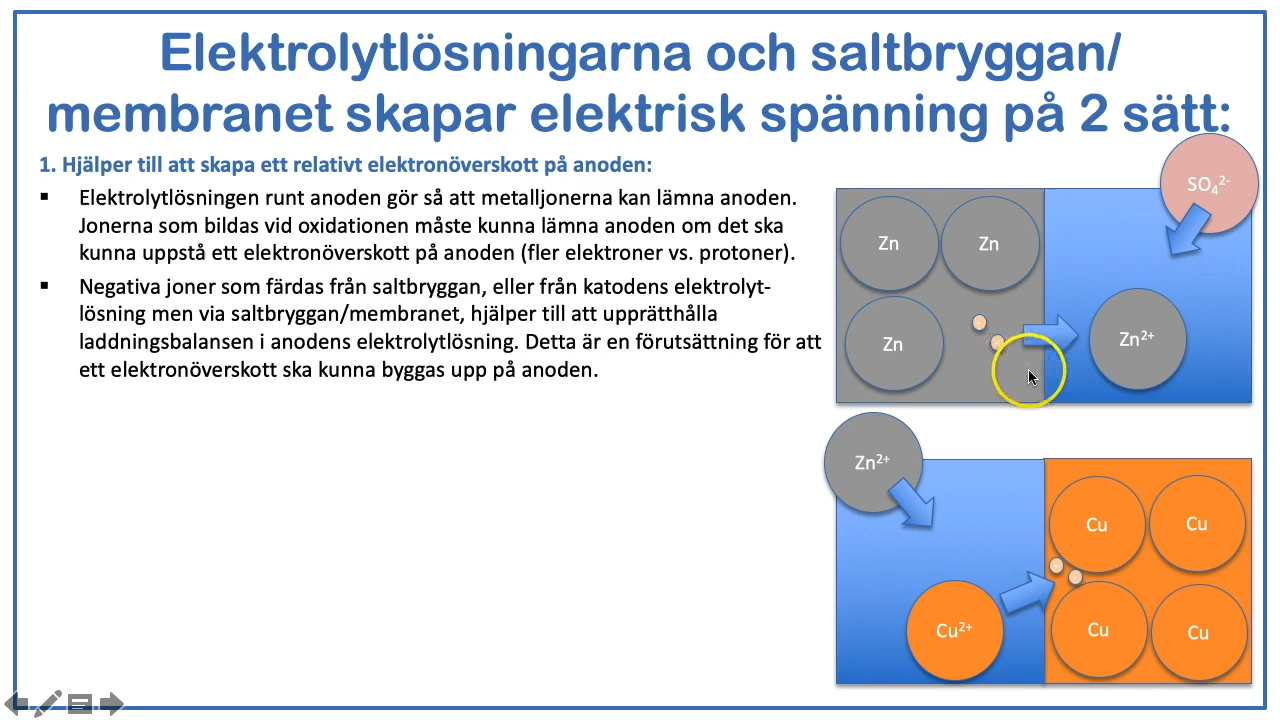 Elektrolytlösningarna och saltbryggan/
membranet skapar elektrisk spänning på 2 sätt:
1. Hjälper till att skapa ett relativt elektronöverskott på anoden:
▪ Elektrolytlösningen runt anoden gör så att metalljonerna kan lämna anoden.
Jonerna som bildas vid oxidationen måste kunna lämna anoden om det ska
kunna uppstå ett elektronöverskott på anoden (fler elektroner vs. protoner).
▪ Negativa joner som färdas från saltbryggan, eller från katodens elektrolyt-
lösning men via saltbryggan/membranet, hjälper till att upprätthålla
laddningsbalansen i anodens elektrolytlösning. Detta är en förutsättning för att
ett elektronöverskott ska kunna byggas upp på anoden.
SO₄²⁻
Zn
Zn
Zn
-
-
Zn²⁺
Zn²⁺
Cu
Cu
-
-
Cu²⁺
Cu
Cu